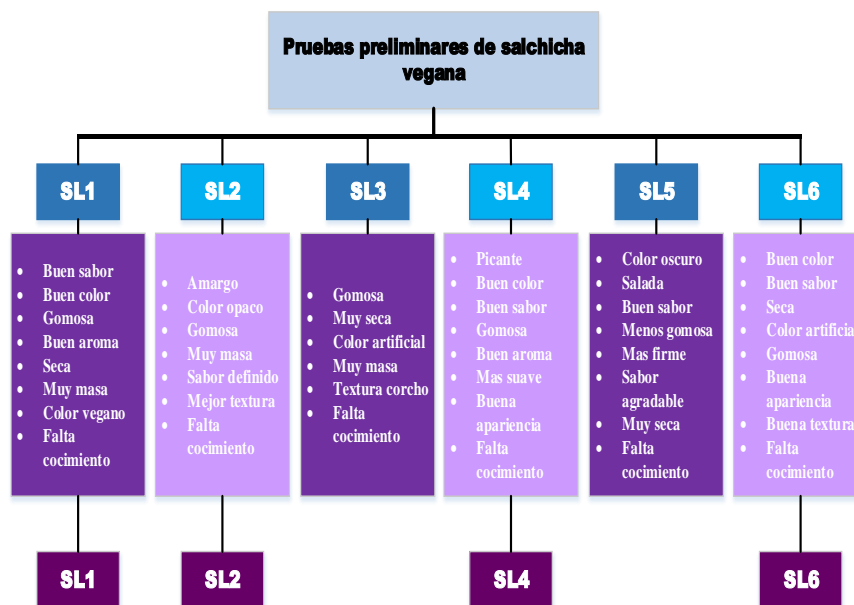 Pruebas preliminares de salchicha
vegana
SL1
SL2
SL3
SL4
SL5
SL6
• Buen sabor
• Buen color
• Gomosa
• Buen aroma
• Seca
• Muy masa
• Color vegano
• Falta
cocimiento
• Amargo
• Color opaco
• Gomosa
• Muy masa
• Sabor definido
• Mejor textura
• Falta
cocimiento
• Gomosa
• Muy seca
• Color artificial
• Muy masa
• Textura corcho
• Falta
cocimiento
• Picante
• Buen color
• Buen sabor
• Gomosa
• Buen aroma
• Mas suave
• Buena
apariencia
• Falta
cocimiento
• Color oscuro
• Salada
• Buen sabor
• Menos gomosa
• Mas firme
• Sabor
agradable
• Muy seca
• Falta
cocimiento
• Buen color
• Buen sabor
• Seca
• Color artificial
• Gomosa
• Buena
apariencia
• Buena textura
• Falta
cocimiento
SL1
SL2
SL4
SL6